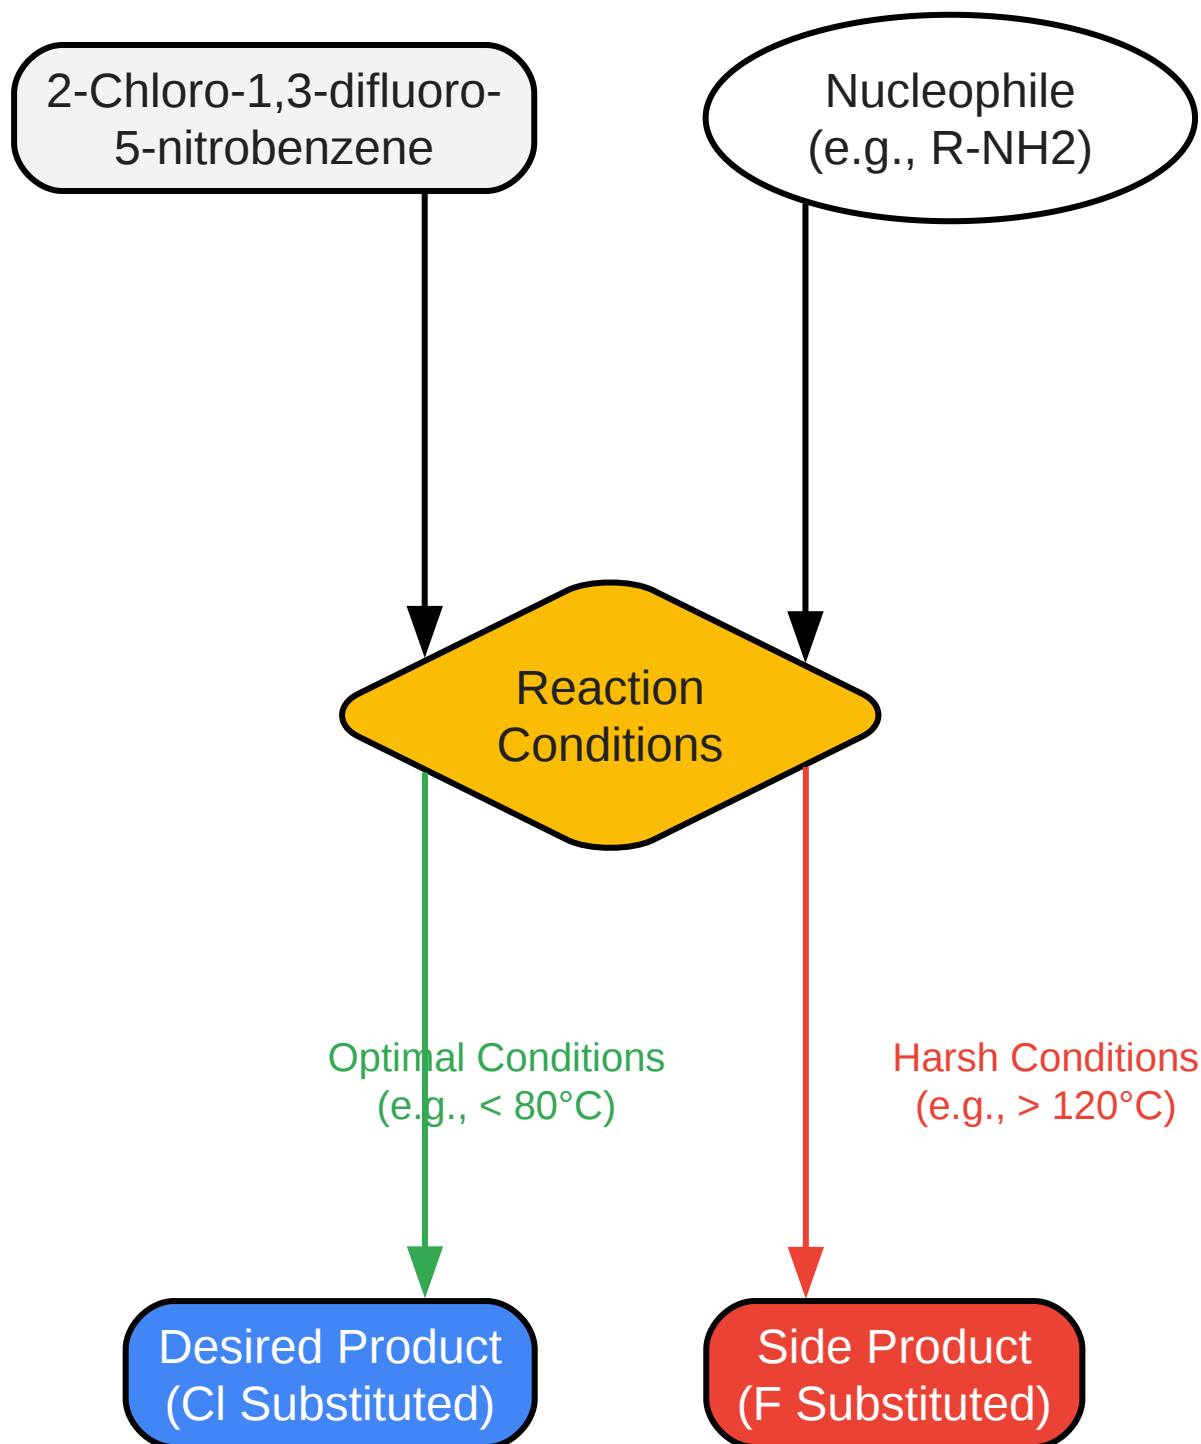 2-Chloro-1,3-difluoro-
5-nitrobenzene
Nucleophile
(e.g., R-NH2)
Reaction
Conditions
Optimal Conditions
(e.g., < 80°C)
Harsh Conditions
(e.g., > 120°C)
Desired Product
(Cl Substituted)
Side Product
(F Substituted)